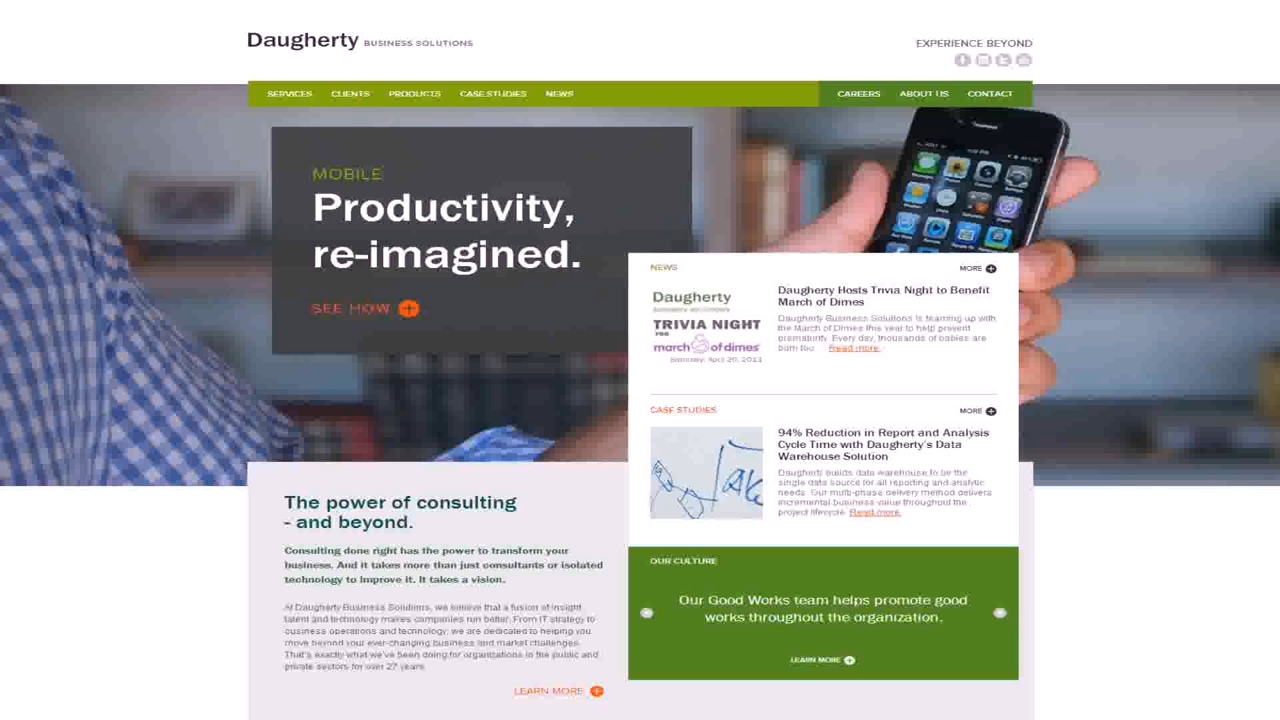 Daugherty BUSINESS SOLUTIONS
EXPERIENCE BEYOND
SERVICES CLIENTS PRODUCTS CASE STUDIES NEWS CAREERS ABOUT US CONTACT
MOBILE
Productivity,
re-imagined.
SEE HOW
NEWS MORE
Daugherty
TRIVIA NIGHT
FOR
march of dimes
Saturday, April 20, 2013
Daugherty Hosts Trivia Night to Benefit
March of Dimes
Daugherty Business Solutions is teaming up with
the March of Dimes this year to help prevent
prematurity. Every day, thousands of babies are
born too Read more.
CASE STUDIES MORE
94% Reduction in Report and Analysis
Cycle Time with Daugherty's Data
Warehouse Solution
Daugherty builds data warehouse to be the
single data source for all reporting and analytic
needs. Our multi-phase delivery method delivers
incremental business value throughout the
project lifecycle. Read more.
The power of consulting
- and beyond.
Consulting done right has the power to transform your
business. And it takes more than just consultants or isolated
technology to improve it. It takes a vision.
At Daugherty Business Solutions, we believe that a fusion of insight,
talent and technology makes companies run better. From IT strategy to
business operations and technology, we are dedicated to helping you
move beyond your ever-changing business and market challenges.
That's exactly what we've been doing for organizations in the public and
private sectors for over 27 years.
LEARN MORE
OUR CULTURE
Our Good Works team helps promote good
works throughout the organization.
LEARN MORE